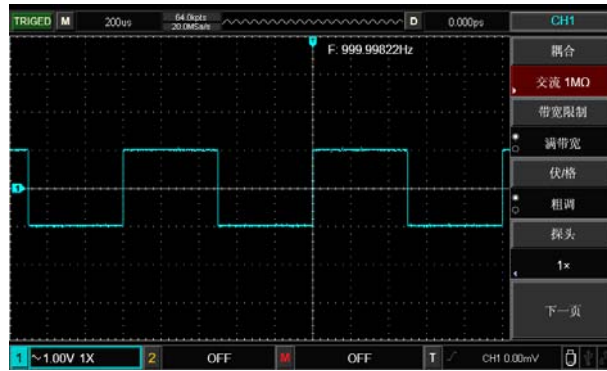 TRIGED M 200us 64.0kpts D 0.000ps CH1
20.0MSa/s
T
F: 999.99822Hz
耦合
交流 1MΩ
带宽限制
满带宽
伏/格
1
粗调
探头
1×
下一页
1 ~1.00V 1X 2 OFF M OFF T CH1 0.00mV